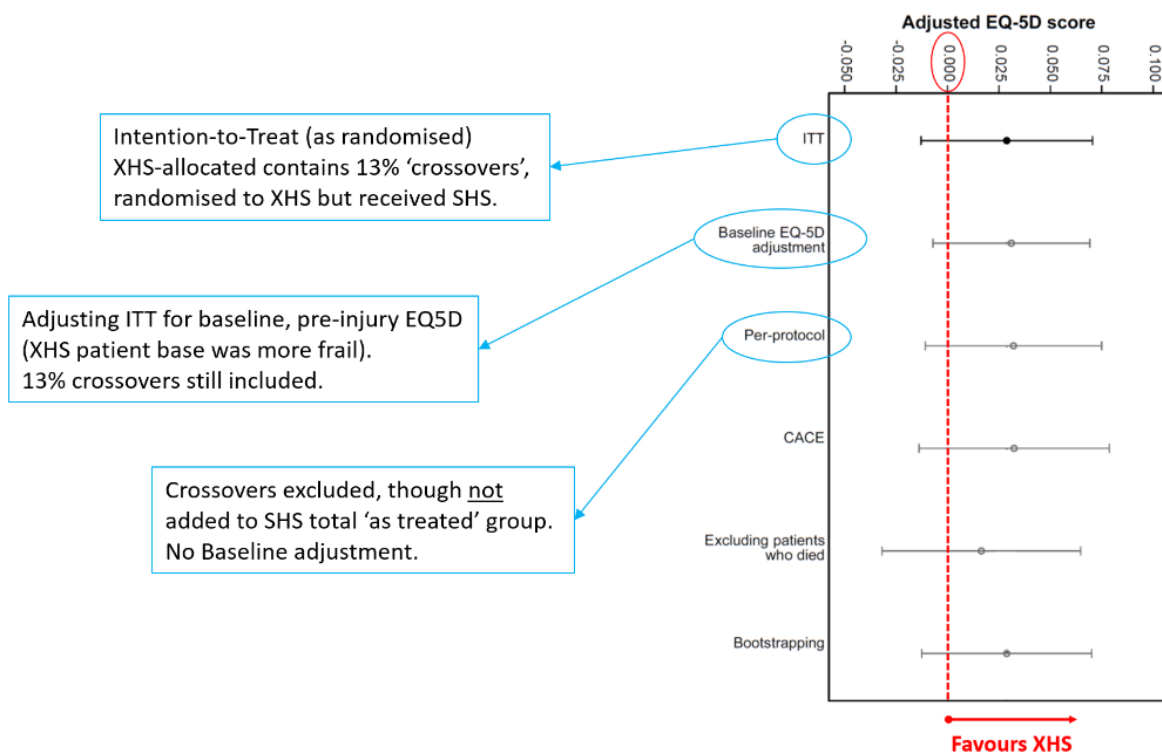 Adjusted EQ-5D score
-0.050
-0.025
0.000
0.025
0.050
0.075
0.100
Intention-to-Treat (as randomised)
XHS-allocated contains 13% ‘crossovers’,
randomised to XHS but received SHS.
ITT
Baseline EQ-5D
adjustment
Adjusting ITT for baseline, pre-injury EQ5D
(XHS patient base was more frail).
13% crossovers still included.
Per-protocol
CACE
Crossovers excluded, though not
added to SHS total ‘as treated’ group.
No Baseline adjustment.
Excluding patients
who died
Bootstrapping
Favours XHS